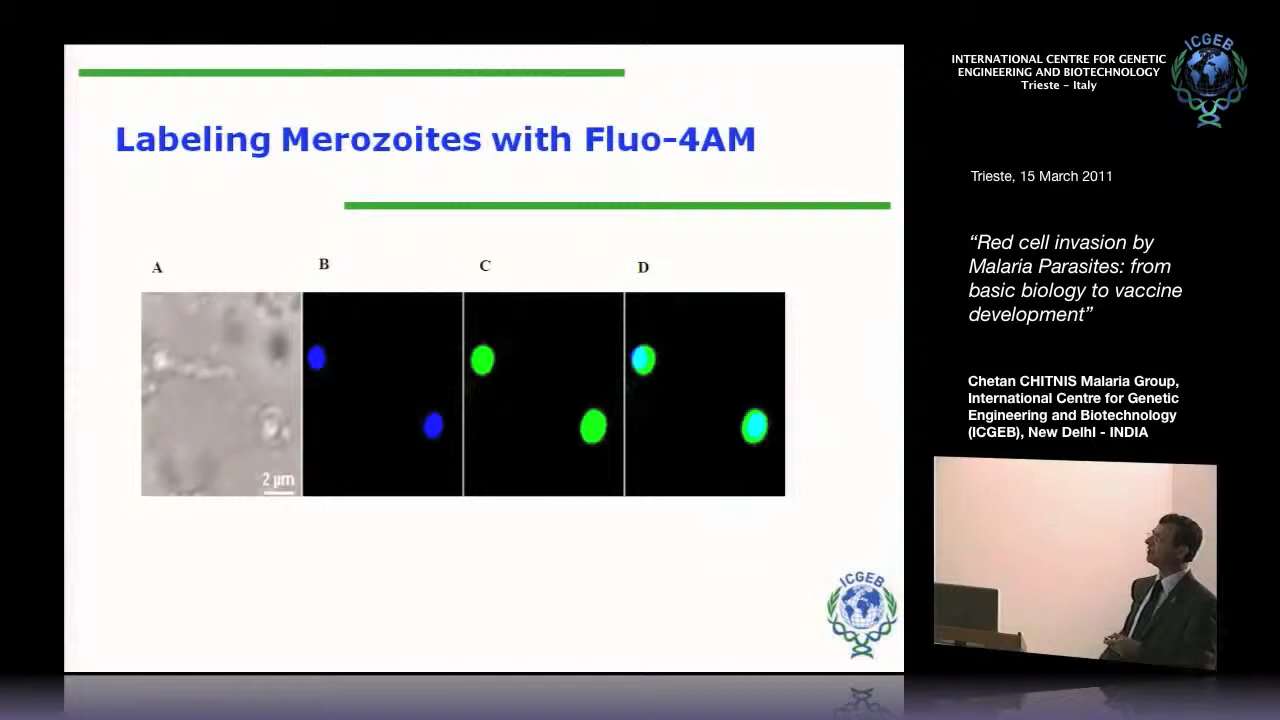 Labeling Merozoites with Fluo-4AM
A
B
C
D
2 μm
ICGEB
INTERNATIONAL CENTRE FOR GENETIC
ENGINEERING AND BIOTECHNOLOGY
Trieste – Italy
ICGEB
Trieste, 15 March 2011
“Red cell invasion by
Malaria Parasites: from
basic biology to vaccine
development”
Chetan CHITNIS Malaria Group,
International Centre for Genetic
Engineering and Biotechnology
(ICGEB), New Delhi - INDIA